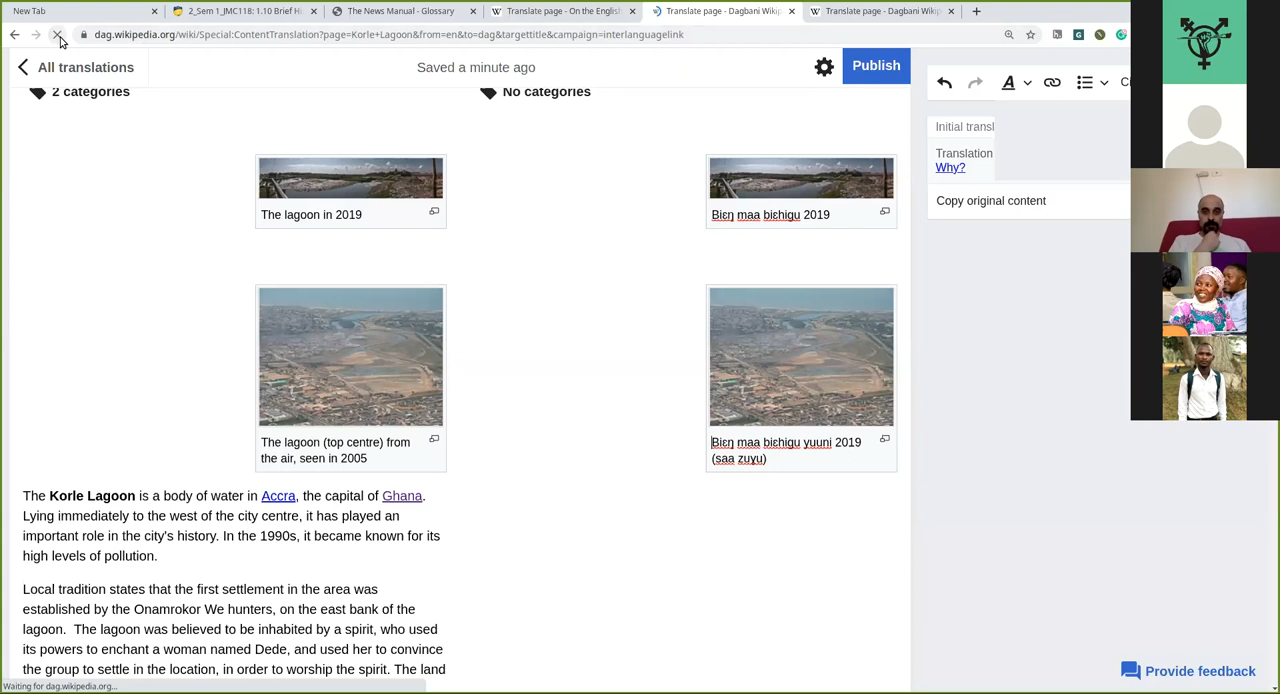 New Tab
2_Sem 1_JMC118: 1.10 Brief Hi
The News Manual - Glossary
Translate page - On the English
Translate page - Dagbani Wiki
Translate page - Dagbani Wiki
dag.wikipedia.org/wiki/Special:ContentTranslation?page=Korle+Lagoon&from=en&to=dag&targettitle&campaign=interlanguagelink
All translations
Saved a minute ago
Publish
2 categories
No categories
The lagoon in 2019
Biɛŋ maa biɛhigu 2019
The lagoon (top centre) from
the air, seen in 2005
Biɛŋ maa biɛhigu yuuni 2019
(saa zuɣu)
The Korle Lagoon is a body of water in Accra, the capital of Ghana.
Lying immediately to the west of the city centre, it has played an
important role in the city's history. In the 1990s, it became known for its
high levels of pollution.
Local tradition states that the first settlement in the area was
established by the Onamrokor We hunters, on the east bank of the
lagoon. The lagoon was believed to be inhabited by a spirit, who used
its powers to enchant a woman named Dede, and used her to convince
the group to settle in the location, in order to worship the spirit. The land
Initial transl
Translation
Why?
Copy original content
Provide feedback
Waiting for dag.wikipedia.org...